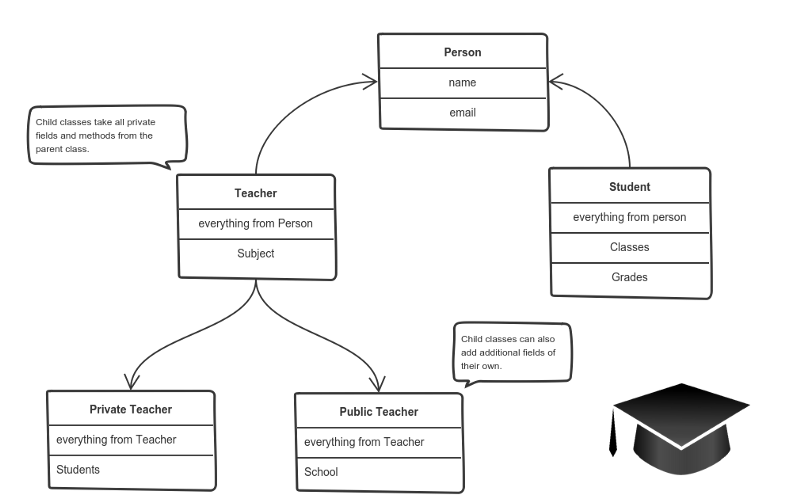 Person
name
email
Child classes take all private
fields and methods from the
parent class.
Teacher
everything from Person
Subject
Student
everything from person
Classes
Grades
Child classes can also
add additional fields of
their own.
Private Teacher
everything from Teacher
Students
Public Teacher
everything from Teacher
School